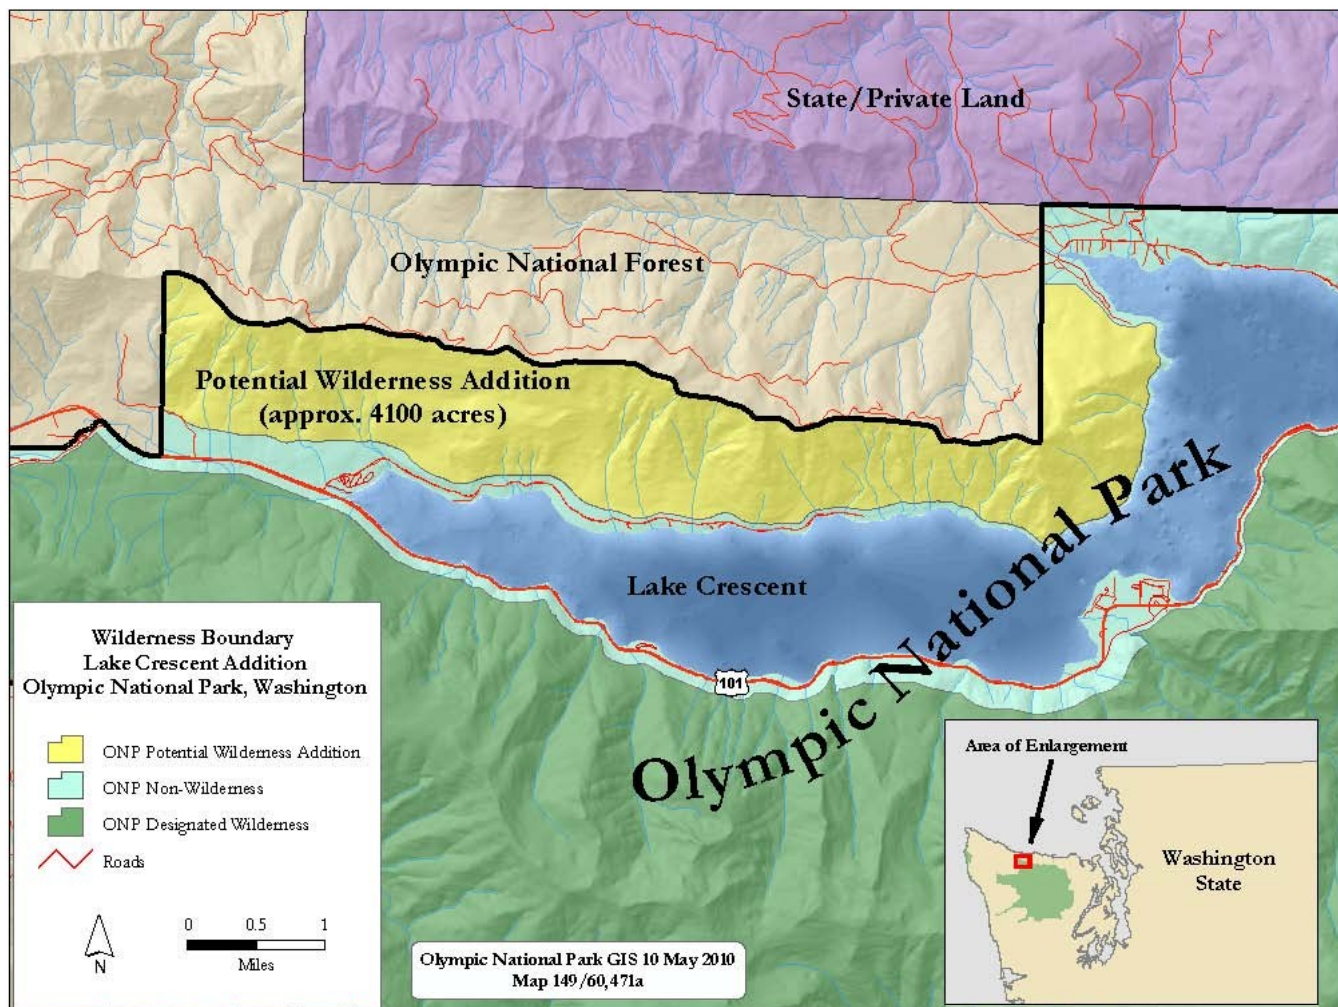 State/Private Land
Olympic National Forest
Potential Wilderness Addition
(approx. 4100 acres)
Lake Crescent
Olympic National Park
101
Wilderness Boundary
Lake Crescent Addition
Olympic National Park, Washington
ONP Potential Wilderness Addition
ONP Non-Wilderness
ONP Designated Wilderness
Roads
N
0 0.5 1
Miles
Olympic National Park GIS 10 May 2010
Map 149/60,471a
Area of Enlargement
Washington
State